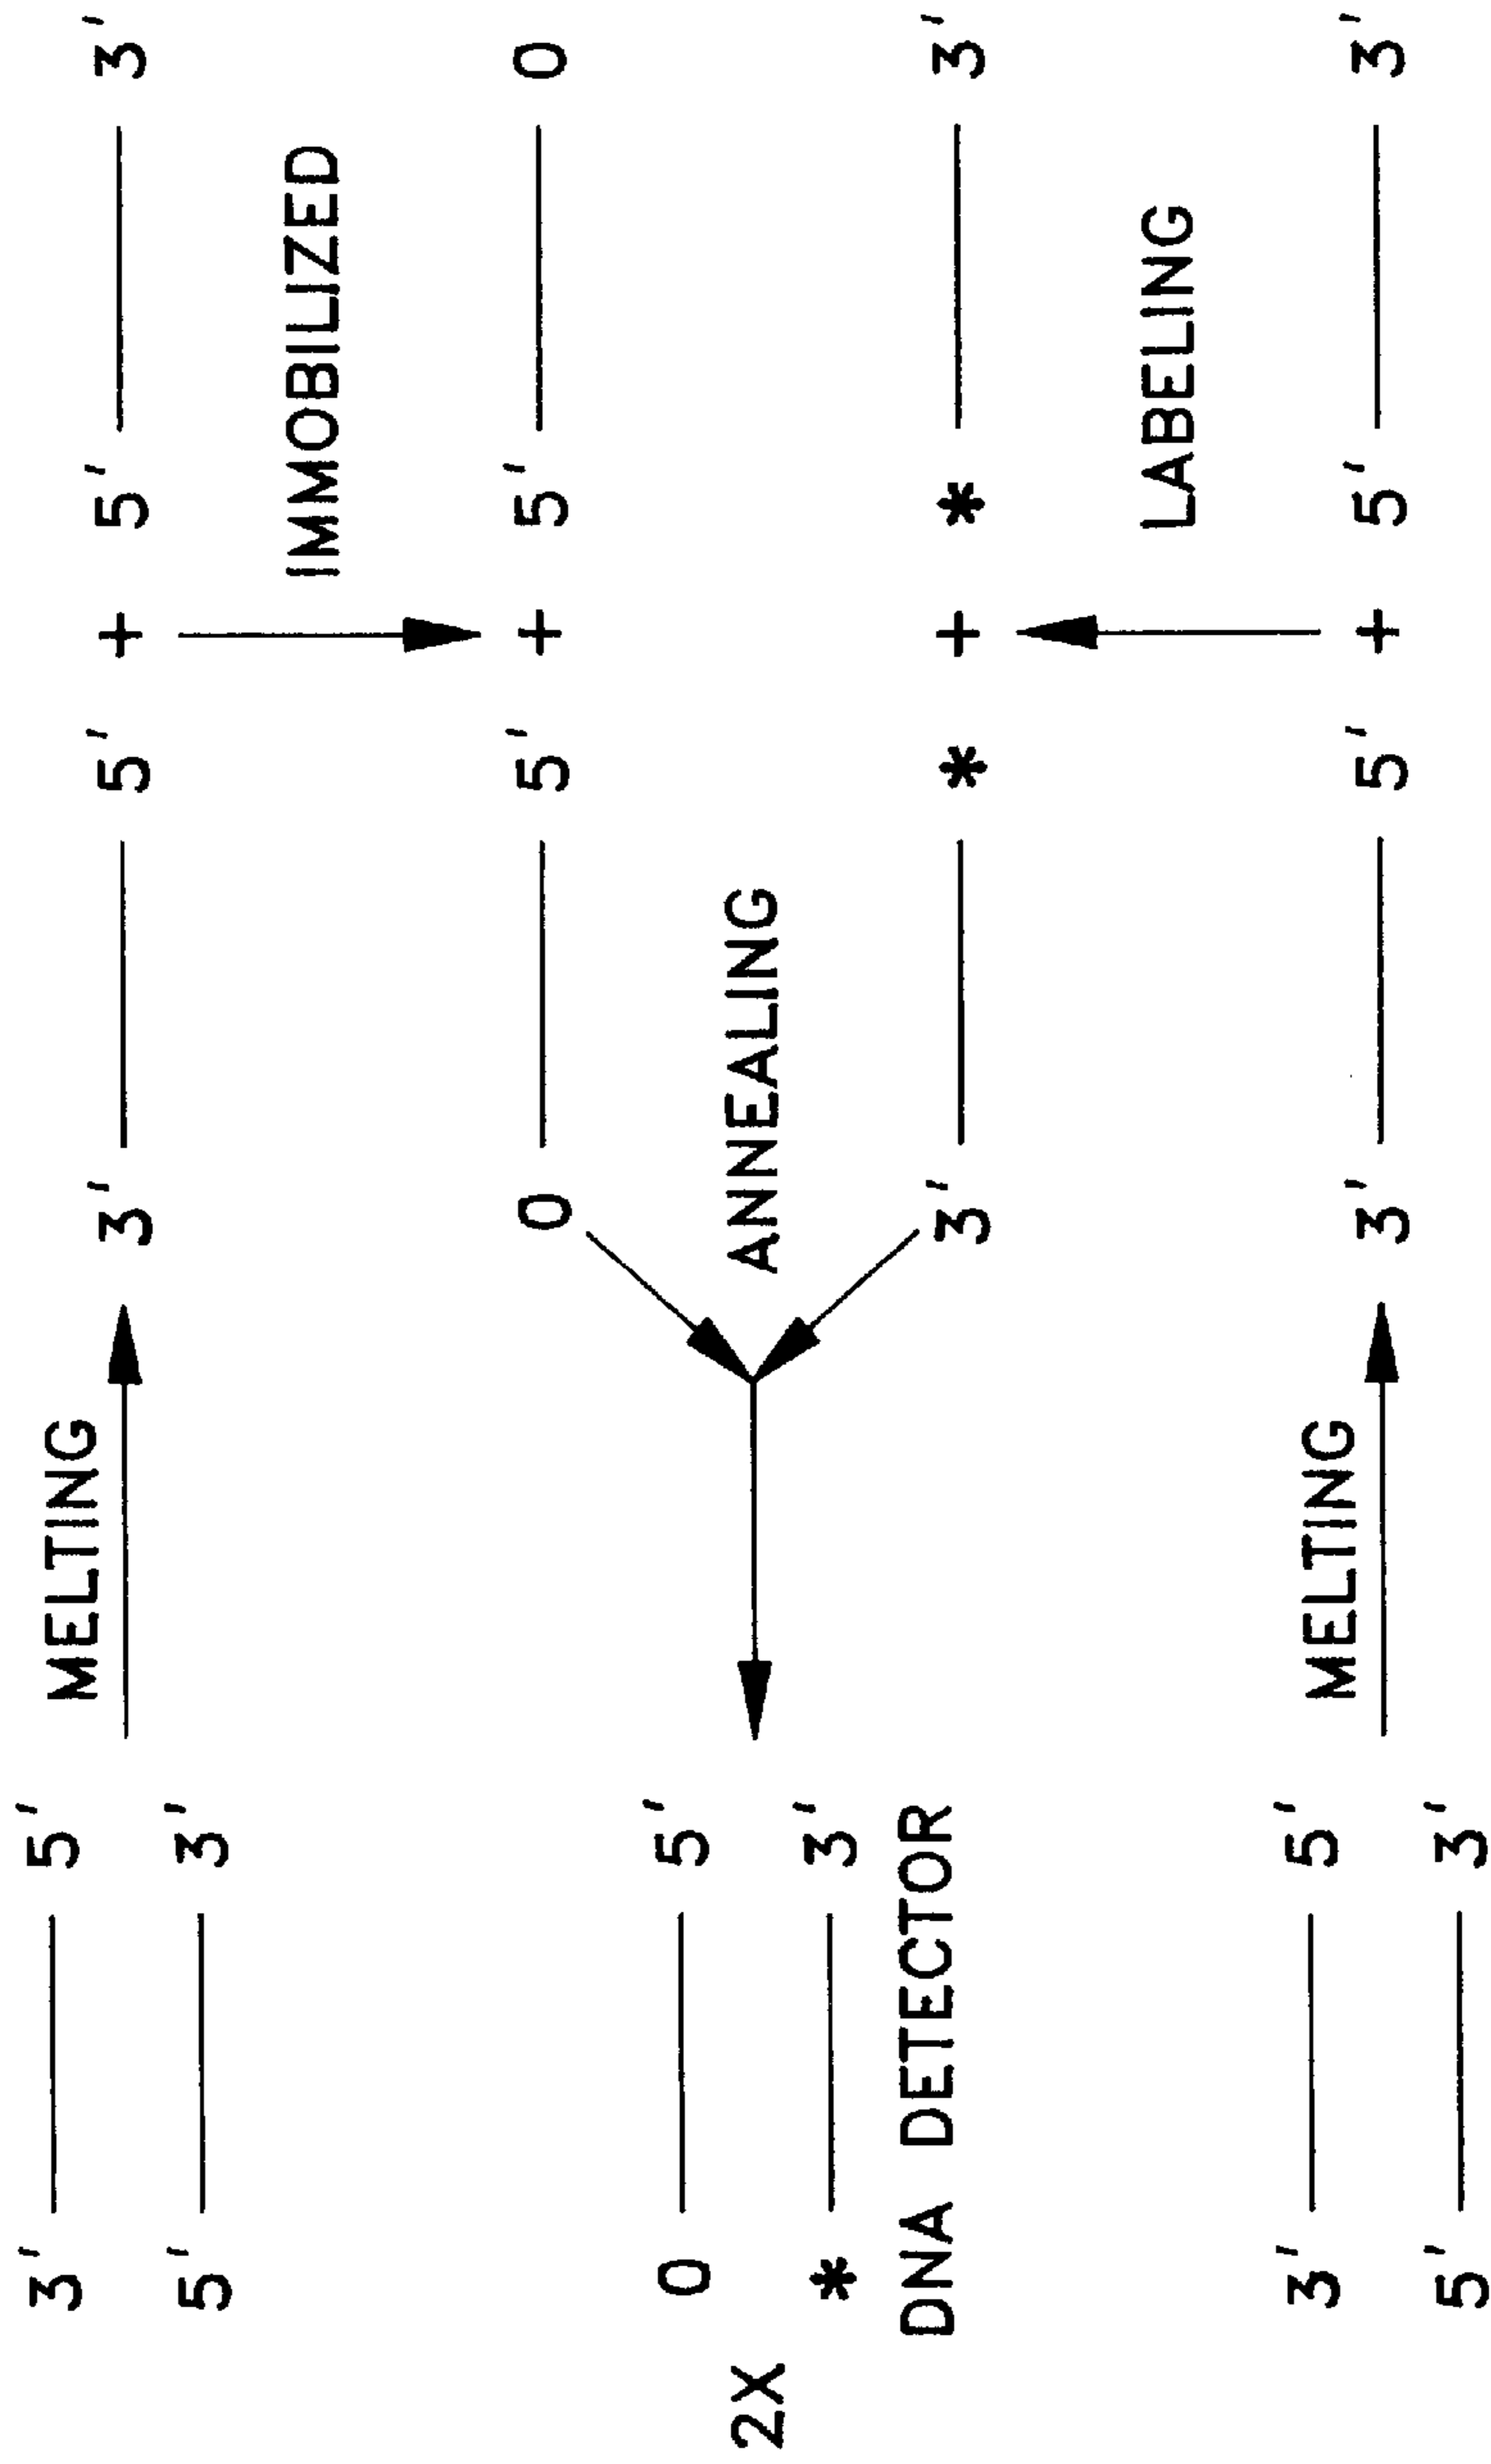 3' 5'
MELTING
3' 5' + 5' 3'
5' 3'
IMMOBILIZED
0 5' + 5' 0
0 5'
2X
ANNEALING
* 3'
DNA DETECTOR
3' * + * 3'
LABELING
3' 5'
MELTING
3' 5' + 5' 3'
5' 3'